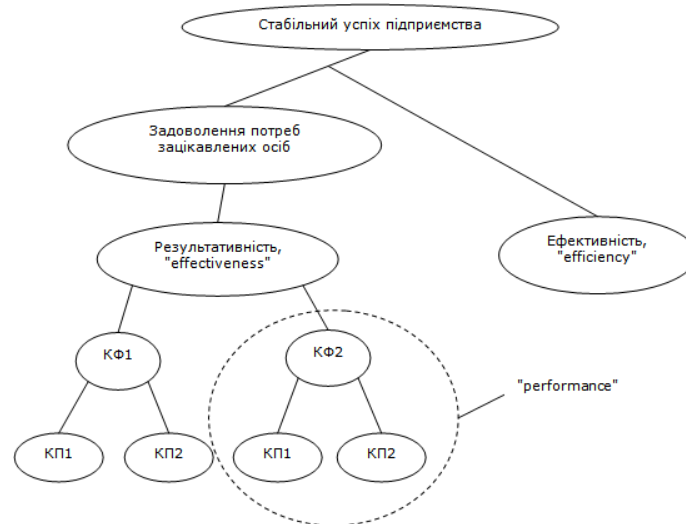 Стабільний успіх підприємства
Задоволення потреб
зацікавлених осіб
Результативність,
"effectiveness"
Ефективність,
"efficiency"
КФ1
КФ2
"performance"
КП1
КП2
КП1
КП2